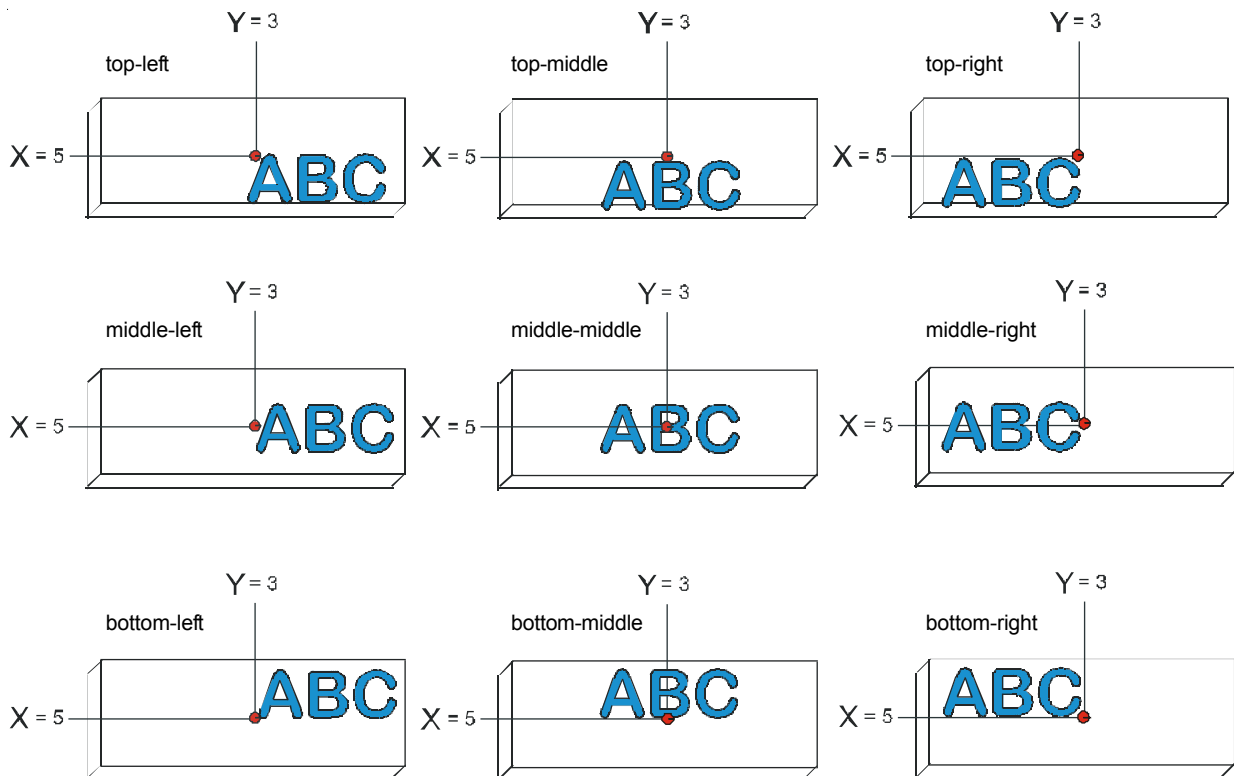 Y = 3 Y = 3 Y = 3
top-left top-middle top-right
X = 5 X = 5 X = 5
ABC ABC ABC
Y = 3 Y = 3 Y = 3
middle-left middle-middle middle-right
X = 5 ABC X = 5 ABC X = 5 ABC
Y = 3 Y = 3 Y = 3
bottom-left bottom-middle bottom-right
ABC ABC ABC
X = 5 X = 5 X = 5